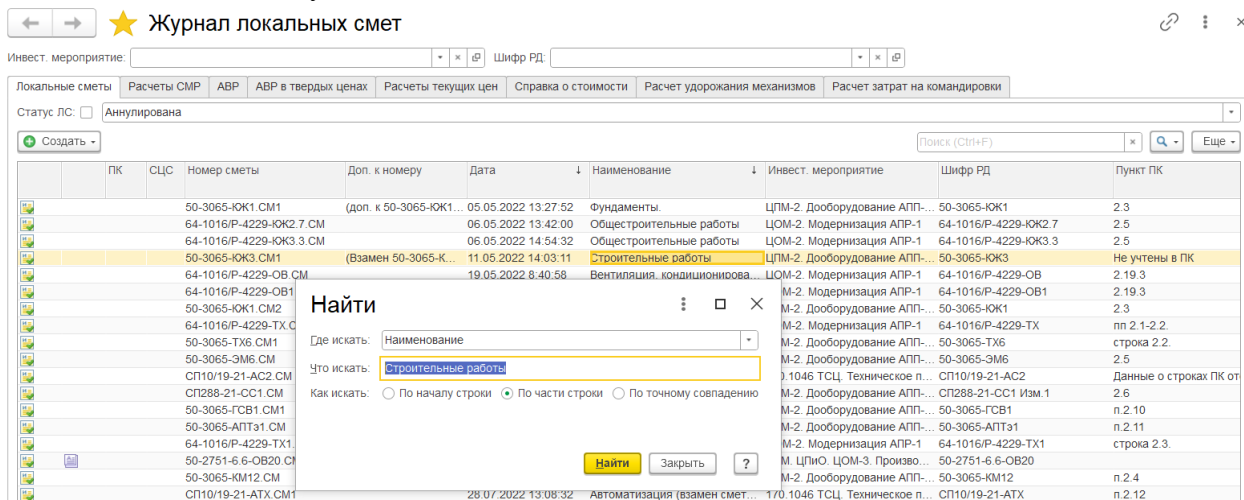 Журнал локальных смет
Инвест. мероприятие: Шифр РД:
Локальные сметы Расчеты СМР АВР АВР в твердых ценах Расчеты текущих цен Справка о стоимости Расчет удорожания механизмов Расчет затрат на командировки
Статус ЛС: Аннулирована
Создать Поиск (Ctrl+F) Еще
ПК СЦС Номер сметы Доп. к номеру Дата Наименование Инвест. мероприятие Шифр РД Пункт ПК
50-3065-КЖ1.СМ1 (доп. к 50-3065-КЖ1... 05.05.2022 13:27:52 Фундаменты. ЦПМ-2. Дооборудование АПП-... 50-3065-КЖ1 2.3
64-1016/Р-4229-КЖ2.7.СМ 06.05.2022 13:42:00 Общестроительные работы ЦОМ-2. Модернизация АПР-1 64-1016/Р-4229-КЖ2.7 2.5
64-1016/Р-4229-КЖ3.3.СМ 06.05.2022 14:54:32 Общестроительные работы ЦОМ-2. Модернизация АПР-1 64-1016/Р-4229-КЖ3.3 2.5
50-3065-КЖ3.СМ1 (Взамен 50-3065-К... 11.05.2022 14:03:11 Строительные работы ЦПМ-2. Дооборудование АПП-... 50-3065-КЖ3 Не учтены в ПК
64-1016/Р-4229-ОВ.СМ 19.05.2022 8:40:58 Вентиляция, кондиционирова... ЦОМ-2. Модернизация АПР-1 64-1016/Р-4229-ОВ 2.19.3
64-1016/Р-4229-ОВ1 М-2. Модернизация АПР-1 64-1016/Р-4229-ОВ1 2.19.3
50-3065-КЖ1.СМ2 М-2. Дооборудование АПП-... 50-3065-КЖ1 2.3
64-1016/Р-4229-ТХ.С М-2. Модернизация АПР-1 64-1016/Р-4229-ТХ пп 2.1-2.2.
50-3065-ТХ6.СМ1 М-2. Дооборудование АПП-... 50-3065-ТХ6 строка 2.2.
50-3065-ЭМ6.СМ М-2. Дооборудование АПП-... 50-3065-ЭМ6 2.5
СП10/19-21-АС2.СМ 0.1046 ТСЦ. Техническое п... СП10/19-21-АС2 Данные о строках ПК от
СП288-21-СС1.СМ М-2. Дооборудование АПП-... СП288-21-СС1 Изм.1 2.6
50-3065-ГСВ1.СМ1 М-2. Дооборудование АПП-... 50-3065-ГСВ1 п.2.10
50-3065-АПТэ1.СМ М-2. Дооборудование АПП-... 50-3065-АПТэ1 п.2.11
64-1016/Р-4229-ТХ1. М-2. Модернизация АПР-1 64-1016/Р-4229-ТХ1 строка 2.3.
50-2751-6.6-ОВ20.СМ М. ЦПиО. ЦОМ-3. Произво... 50-2751-6.6-ОВ20
50-3065-КМ12.СМ М-2. Дооборудование АПП-... 50-3065-КМ12 п.2.4
СП10/19-21-АТХ.СМ1 28.07.2022 13:08:32 Автоматизация (взамен смет... 170.1046 ТСЦ. Техническое п... СП10/19-21-АТХ п.2.12
Найти
Где искать: Наименование
Что искать: Строительные работы
Как искать: По началу строки По части строки По точному совпадению
Найти Закрыть ?